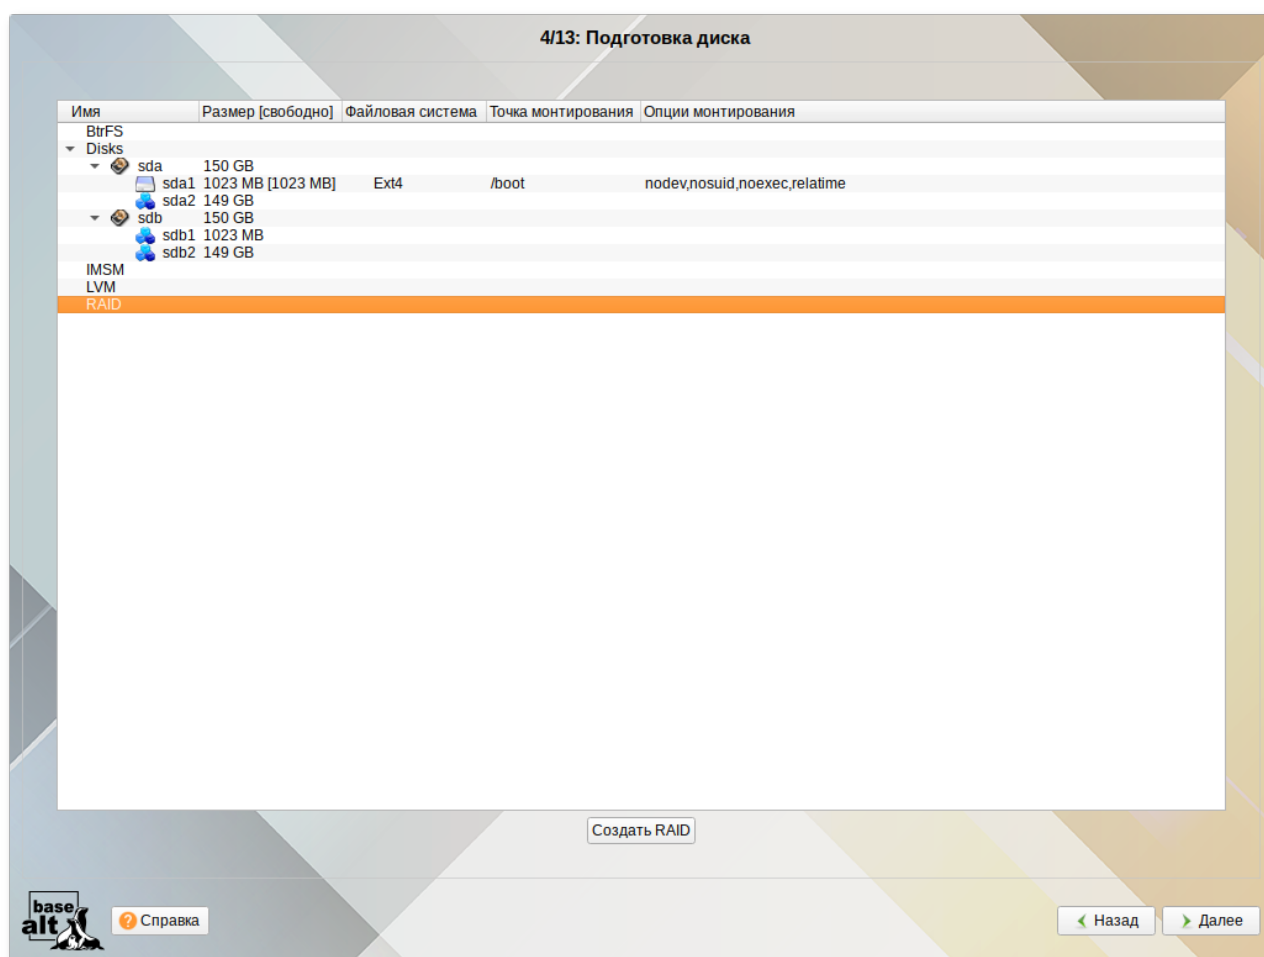 4/13: Подготовка диска
Имя Размер [свободно] Файловая система Точка монтирования Опции монтирования
BtrFS
Disks
sda 150 GB
sda1 1023 MB [1023 MB] Ext4 /boot nodev,nosuid,noexec,relatime
sda2 149 GB
sdb 150 GB
sdb1 1023 MB
sdb2 149 GB
IMSM
LVM
RAID
Создать RAID
base
alt
Справка
Назад
Далее